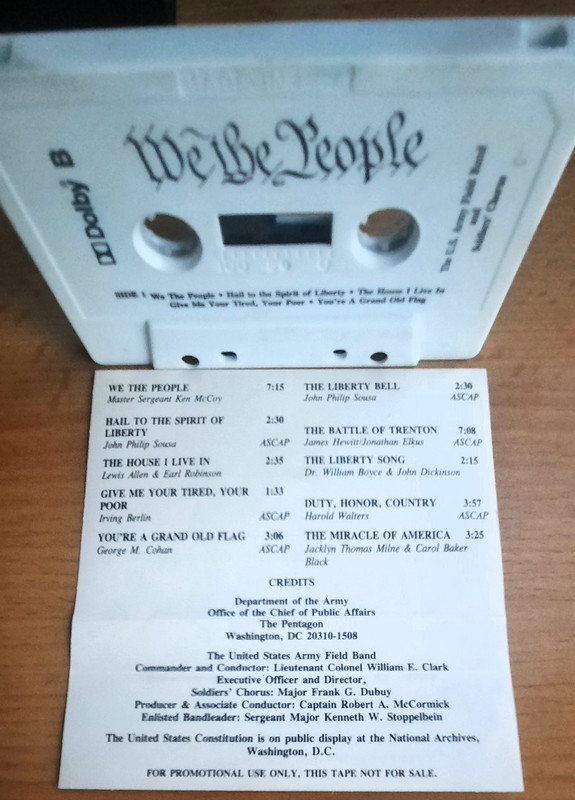 We the People
Dolby B
The U.S. Army Field Band
and
Soldiers' Chorus
SIDE 1 We The People • Hail to the Spirit of Liberty • The House I Live In
Give Me Your Tired, Your Poor • You're A Grand Old Flag
WE THE PEOPLE 7:15
Master Sergeant Ken McCoy
HAIL TO THE SPIRIT OF 2:30
LIBERTY
John Philip Sousa ASCAP
THE HOUSE I LIVE IN 2:35
Lewis Allen & Earl Robinson
GIVE ME YOUR TIRED, YOUR 1:33
POOR
Irving Berlin ASCAP
YOU'RE A GRAND OLD FLAG 3:06
George M. Cohan ASCAP
THE LIBERTY BELL 2:30
John Philip Sousa ASCAP
THE BATTLE OF TRENTON 7:08
James Hewitt/Jonathan Elkus ASCAP
THE LIBERTY SONG 2:15
Dr. William Boyce & John Dickinson
DUTY, HONOR, COUNTRY 3:57
Harold Walters ASCAP
THE MIRACLE OF AMERICA 3:25
Jacklyn Thomas Milne & Carol Baker
Black
CREDITS
Department of the Army
Office of the Chief of Public Affairs
The Pentagon
Washington, DC 20310-1508
The United States Army Field Band
Commander and Conductor: Lieutenant Colonel William E. Clark
Executive Officer and Director,
Soldiers' Chorus: Major Frank G. Dubuy
Producer & Associate Conductor: Captain Robert A. McCormick
Enlisted Bandleader: Sergeant Major Kenneth W. Stoppelbein
The United States Constitution is on public display at the National Archives,
Washington, D.C.
FOR PROMOTIONAL USE ONLY, THIS TAPE NOT FOR SALE.